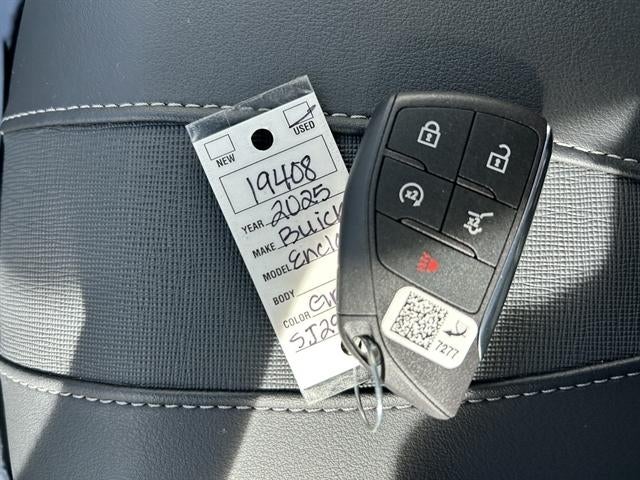 NEW
USED
19408
YEAR 2025
MAKE Buick
MODEL
BODY
COLOR
7277